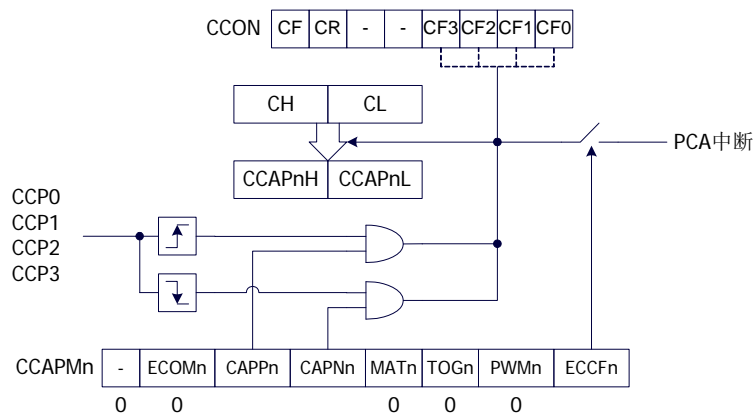 CCON CF CR - - CF3 CF2 CF1 CF0
CH CL
PCA中断
CCAPnH CCAPnL
CCP0
CCP1
CCP2
CCP3
CCAPMn - ECOMn CAPPn CAPNn MATn TOGn PWMn ECCFn
0 0 0 0 0